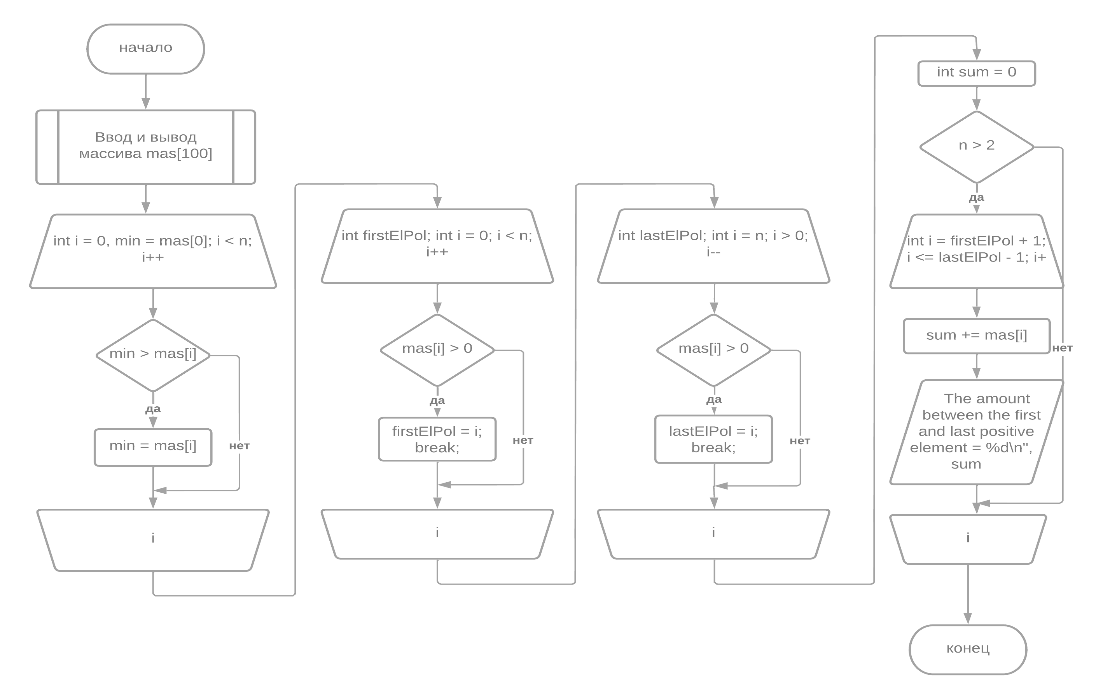 начало
Ввод и вывод
массива mas[100]
int i = 0, min = mas[0]; i < n;
i++
min > mas[i]
да
min = mas[i]
нет
i
int firstElPol; int i = 0; i < n;
i++
mas[i] > 0
да
firstElPol = i;
break;
нет
i
int lastElPol; int i = n; i > 0;
i--
mas[i] > 0
да
lastElPol = i;
break;
нет
i
int sum = 0
n > 2
да
int i = firstElPol + 1;
i <= lastElPol - 1; i+
sum += mas[i]
нет
The amount
between the first
and last positive
element = %d\n",
sum
i
конец